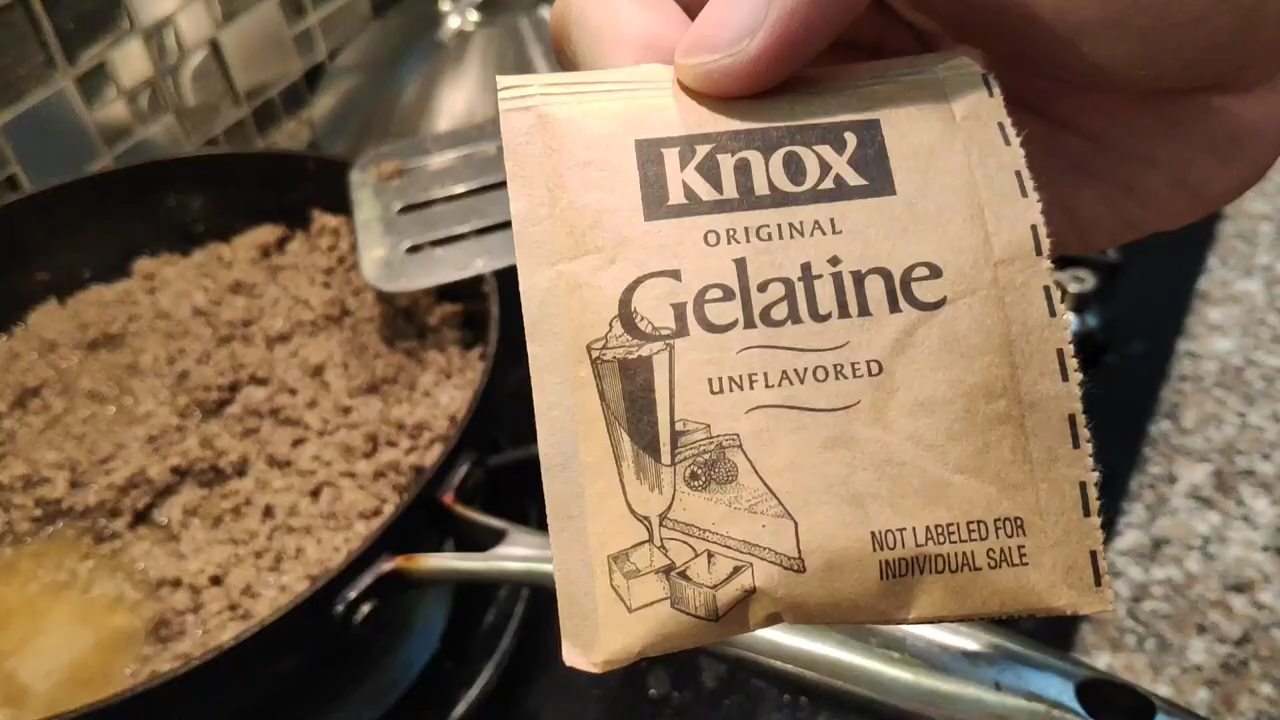 Knox
ORIGINAL
Gelatine
UNFLAVORED
NOT LABELED FOR
INDIVIDUAL SALE